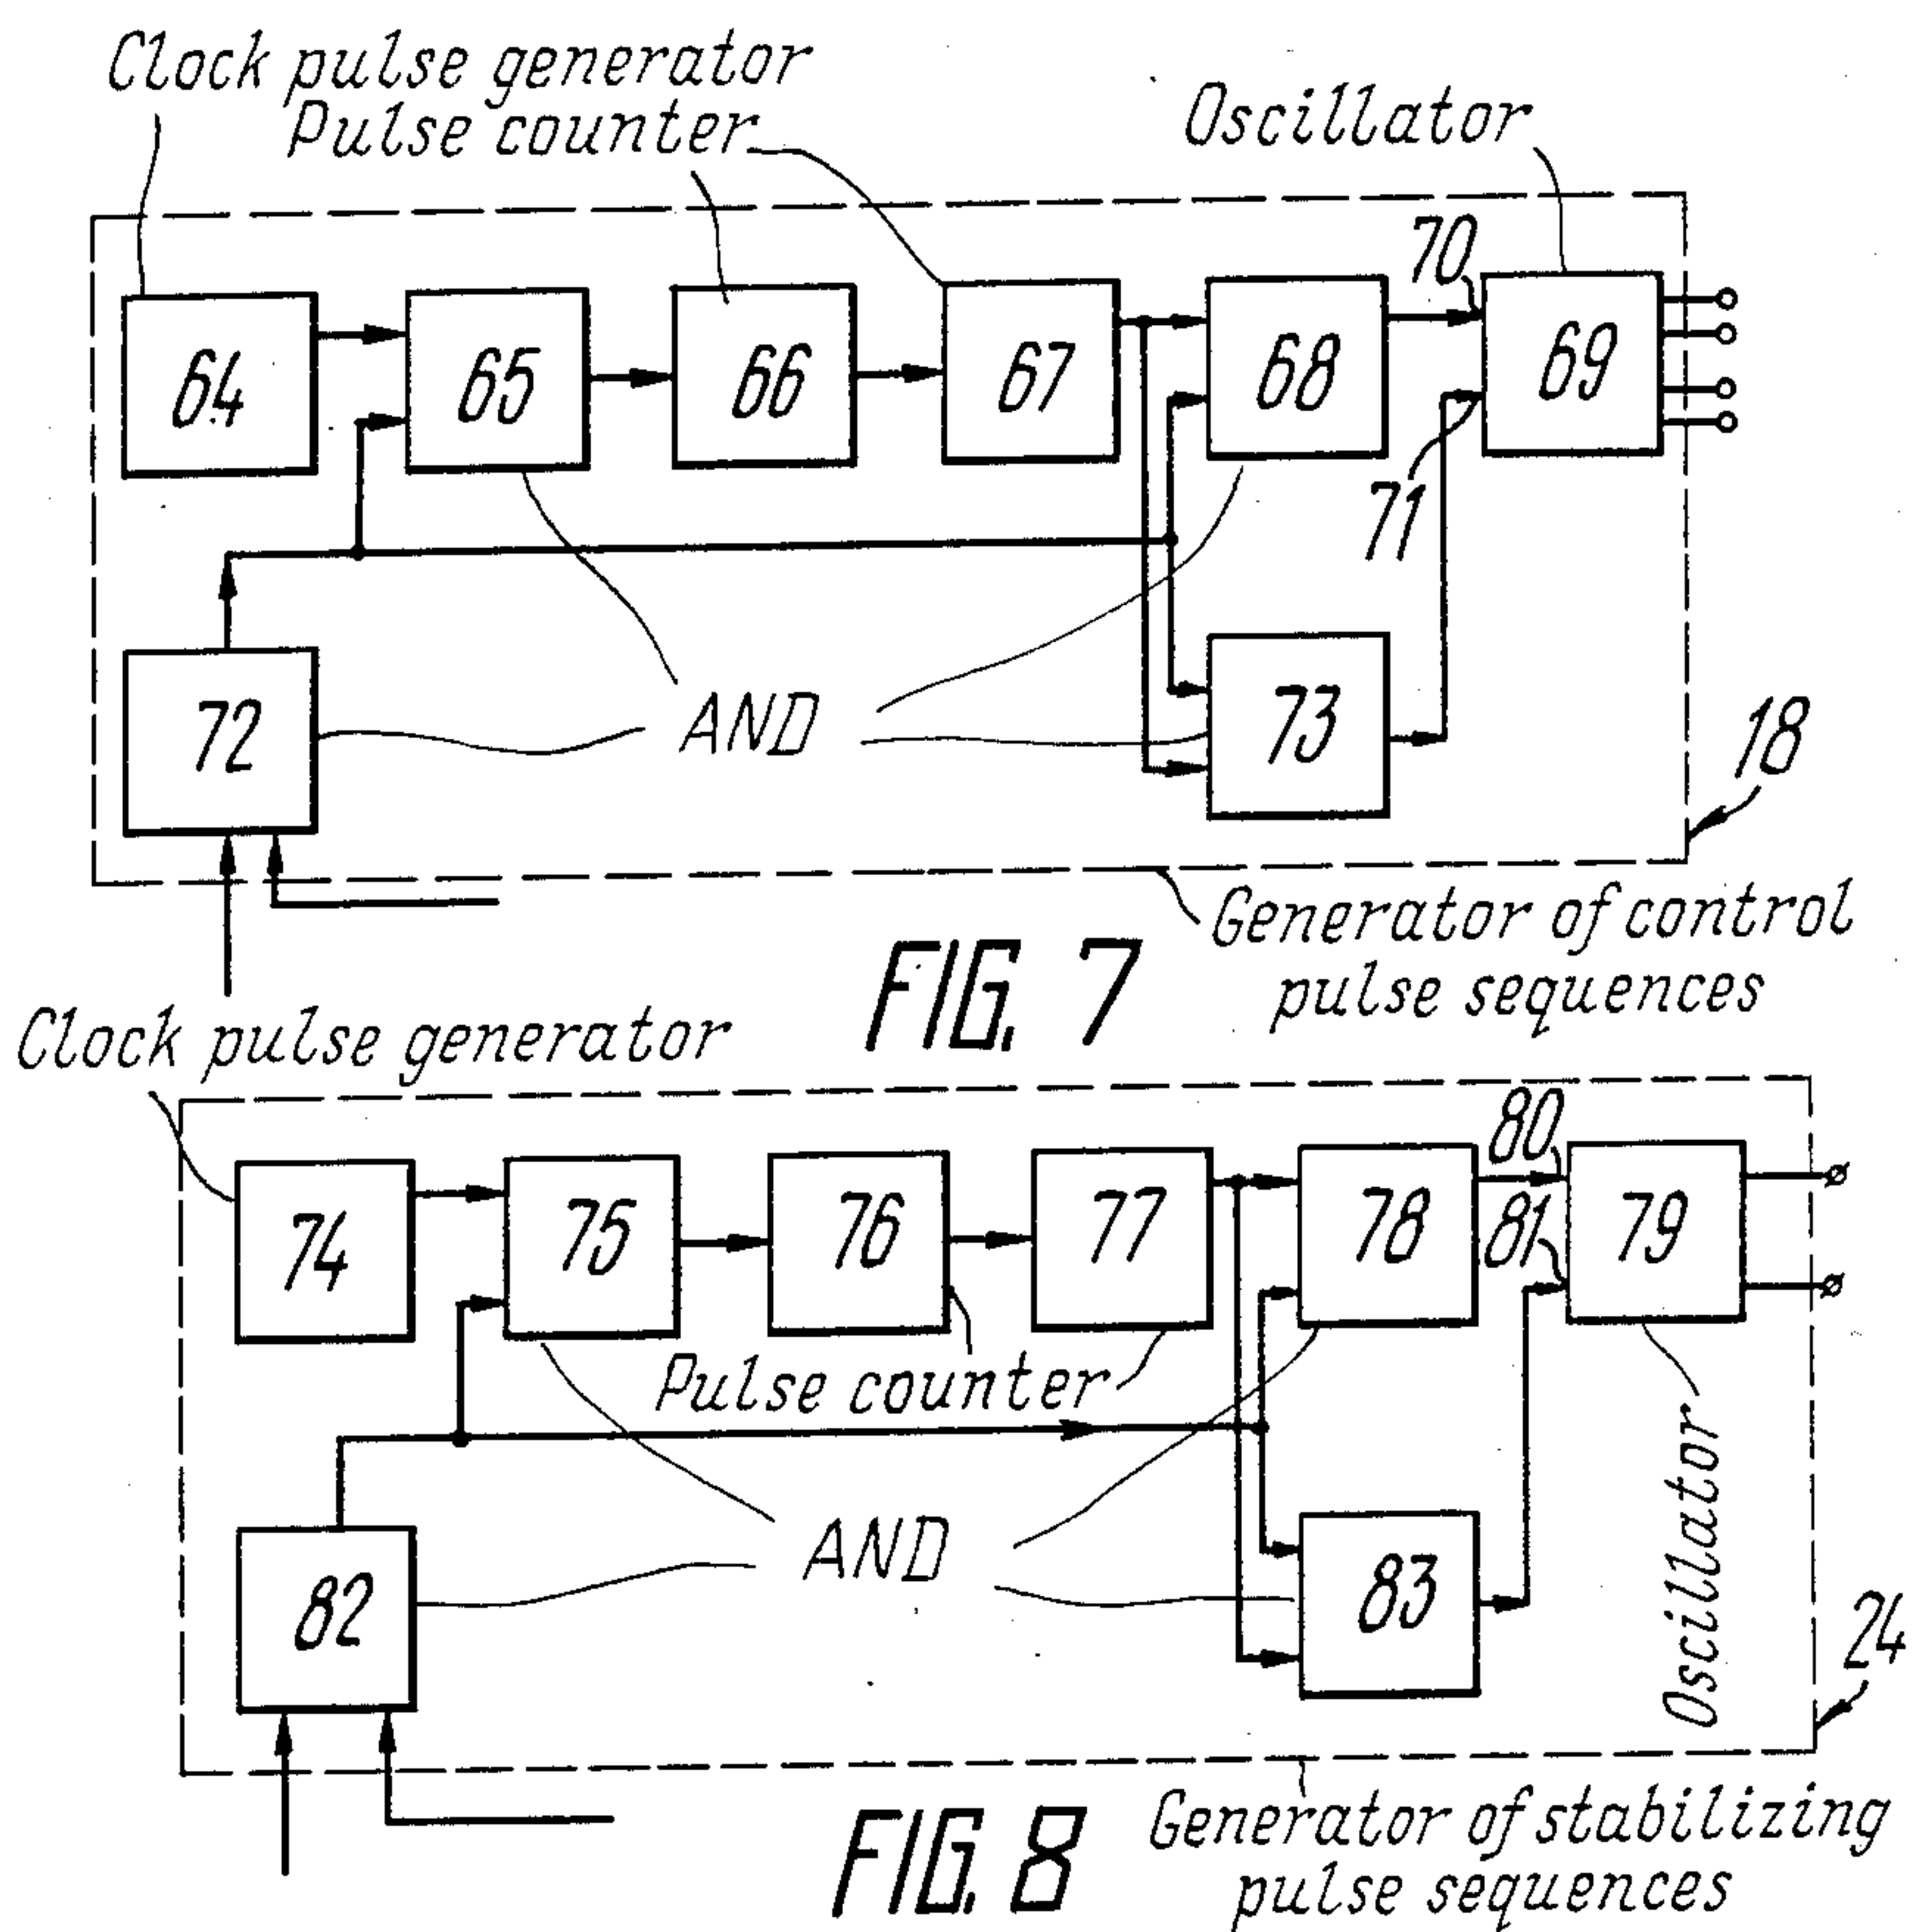 Clock pulse generator
Pulse counter
Oscillator
70
64
65
66
67
68
69
71
72
AND
73
18
Generator of control
pulse sequences
FIG. 7
Clock pulse generator
80
74
75
76
77
78
81
79
Pulse counter
AND
82
83
Oscillator
24
Generator of stabilizing
pulse sequences
FIG. 8